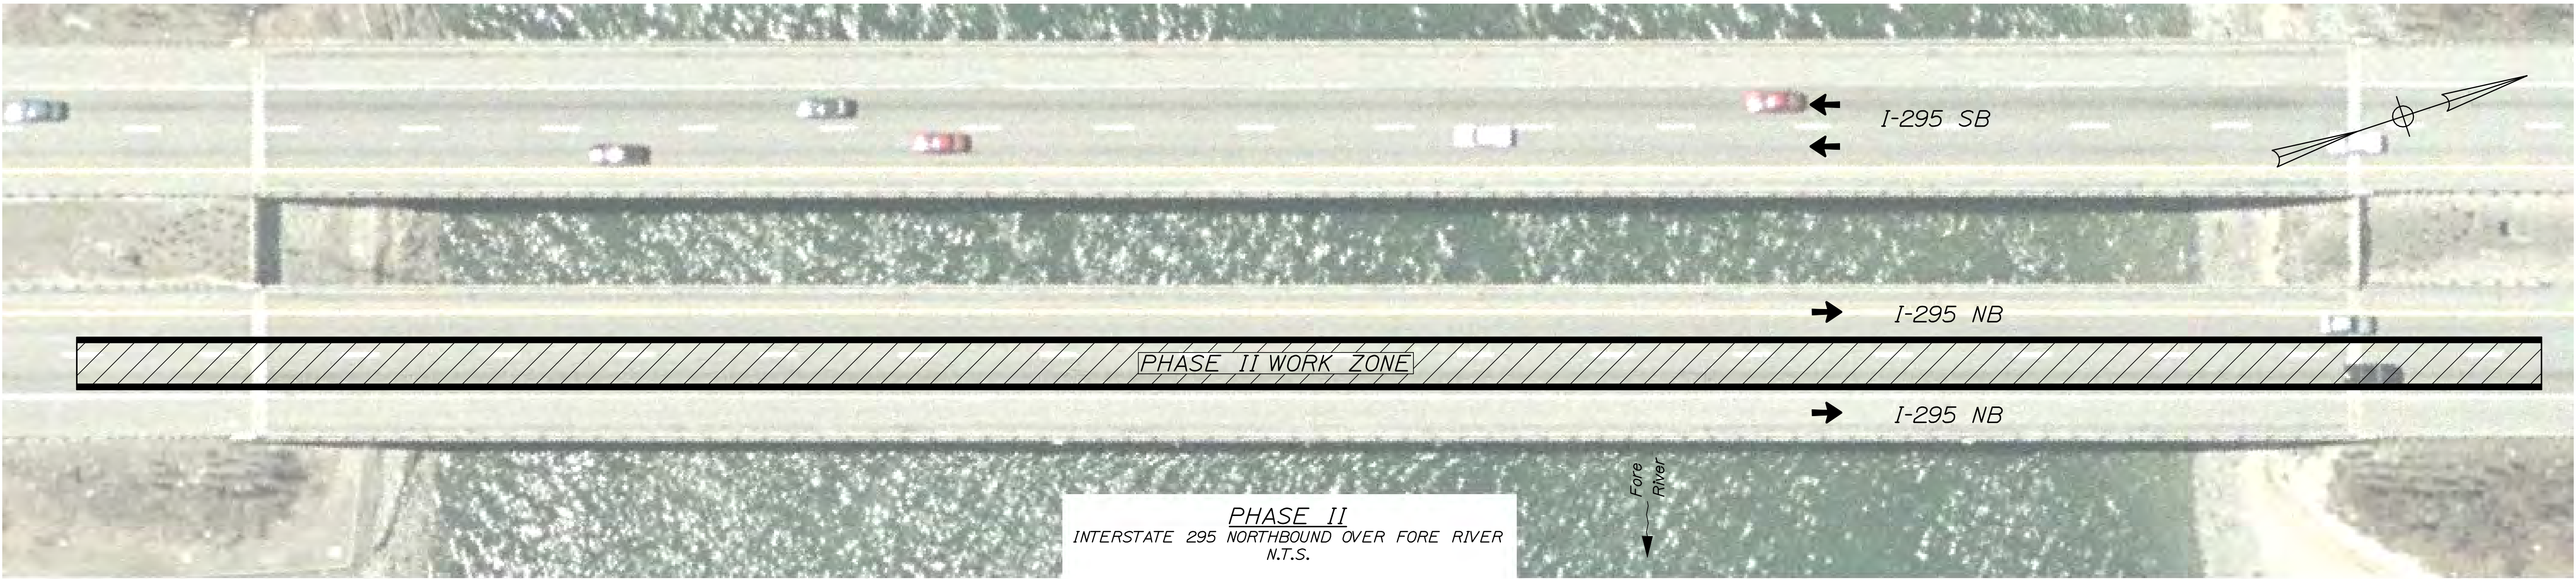 I-295 SB
I-295 NB
PHASE II WORK ZONE
I-295 NB
Fore
River
PHASE II
INTERSTATE 295 NORTHBOUND OVER FORE RIVER
N.T.S.